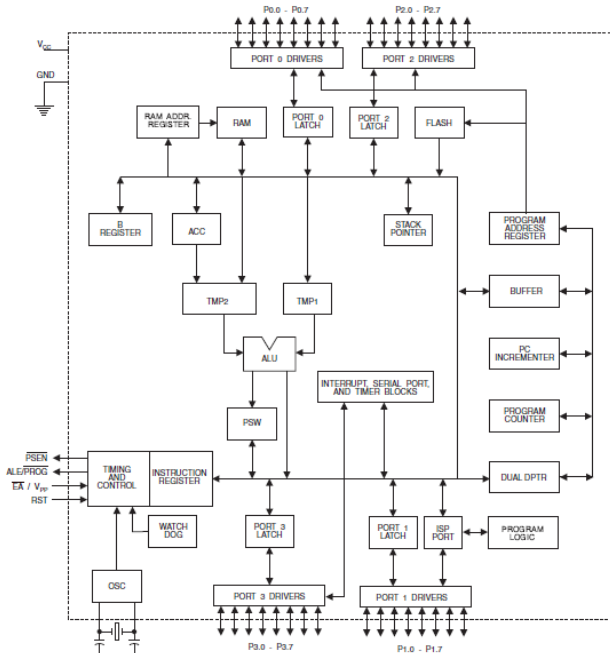 P0.0 - P0.7
P2.0 - P2.7
VCC
PORT 0 DRIVERS
PORT 2 DRIVERS
GND
RAM ADDR.
REGISTER
RAM
PORT 0
LATCH
PORT 2
LATCH
FLASH
B
REGISTER
ACC
STACK
POINTER
PROGRAM
ADDRESS
REGISTER
TMP2
TMP1
BUFFER
ALU
PC
INCREMENTER
INTERRUPT, SERIAL PORT,
AND TIMER BLOCKS
PSW
PROGRAM
COUNTER
PSEN
ALE/PROG
EA / VPP
RST
TIMING
AND
CONTROL
INSTRUCTION
REGISTER
DUAL DPTR
WATCH
DOG
PORT 3
LATCH
PORT 1
LATCH
ISP
PORT
PROGRAM
LOGIC
OSC
PORT 3 DRIVERS
PORT 1 DRIVERS
P3.0 - P3.7
P1.0 - P1.7